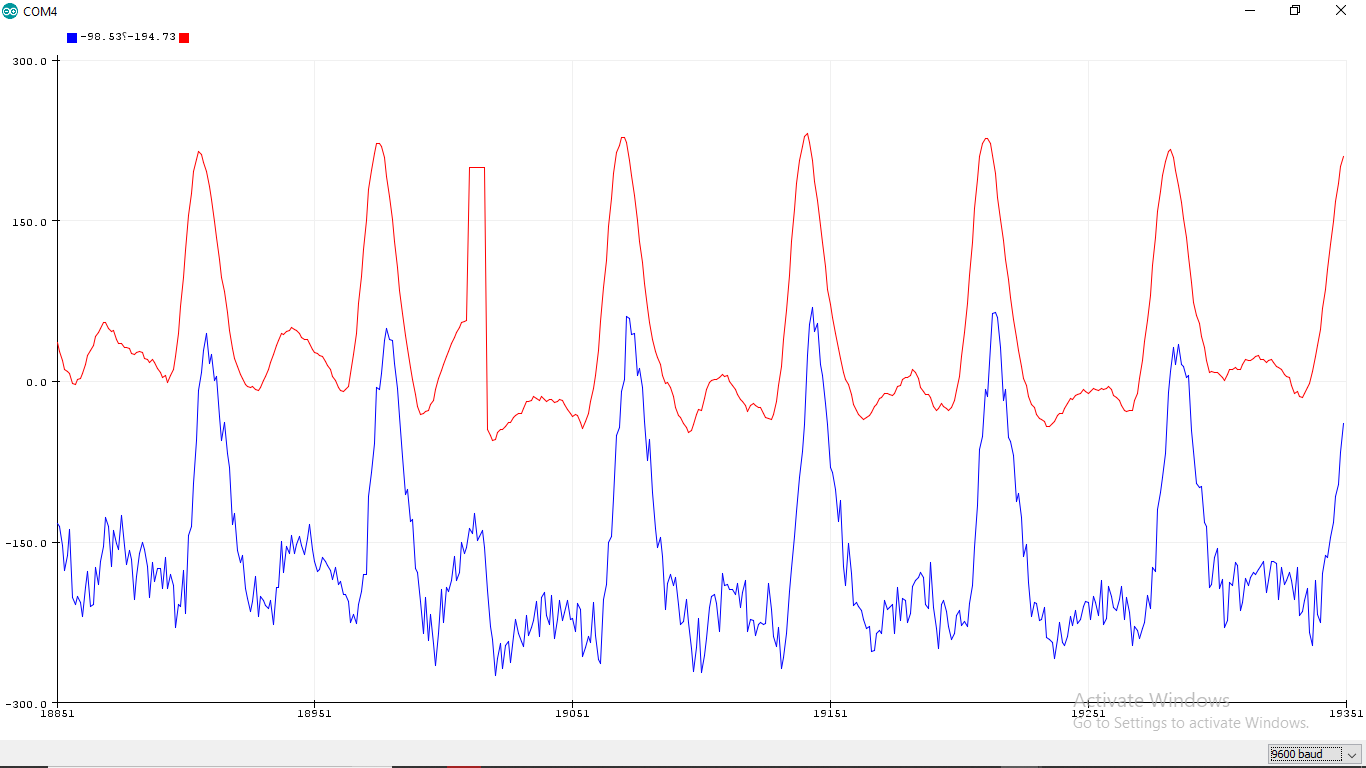 COM4
-98.53⸮-194.73
300.0
150.0
0.0
-150.0
-300.0
18851 18951 19051 19151 19251 19351
Activate Windows
Go to Settings to activate Windows.
9600 baud